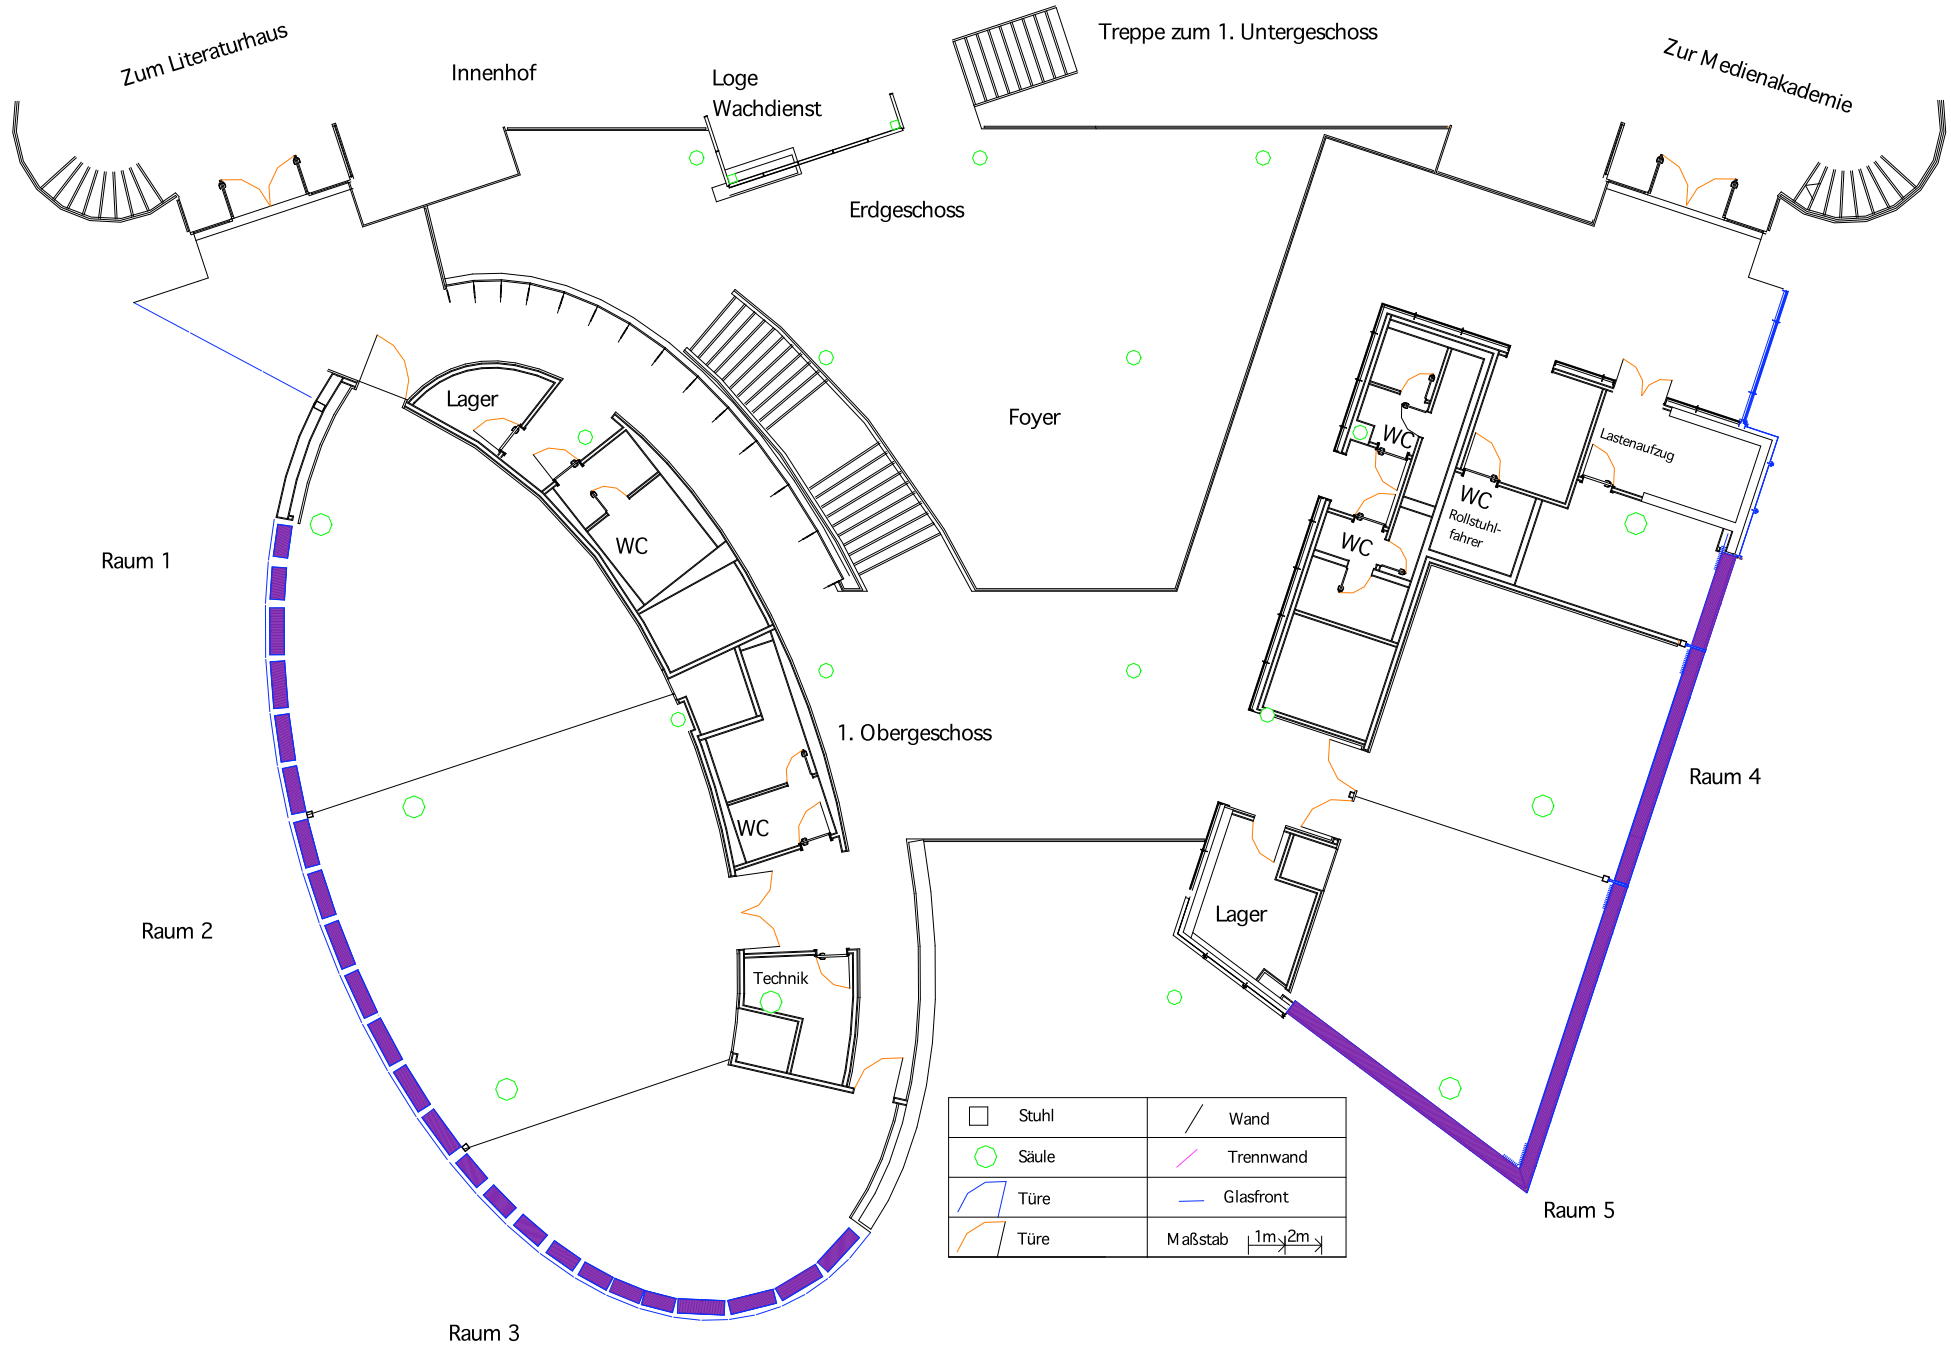 Zum Literaturhaus
Innenhof
Loge
Wachdienst
Treppe zum 1. Untergeschoss
Zur Medienakademie
Erdgeschoss
Lager
Foyer
WC
Lastenaufzug
WC
Rollstuhl-
fahrer
WC
WC
Raum 1
1. Obergeschoss
Raum 4
WC
Raum 2
Lager
Technik
Stuhl
Wand
Säule
Trennwand
Türe
Glasfront
Türe
Maßstab
1m 2m
Raum 5
Raum 3